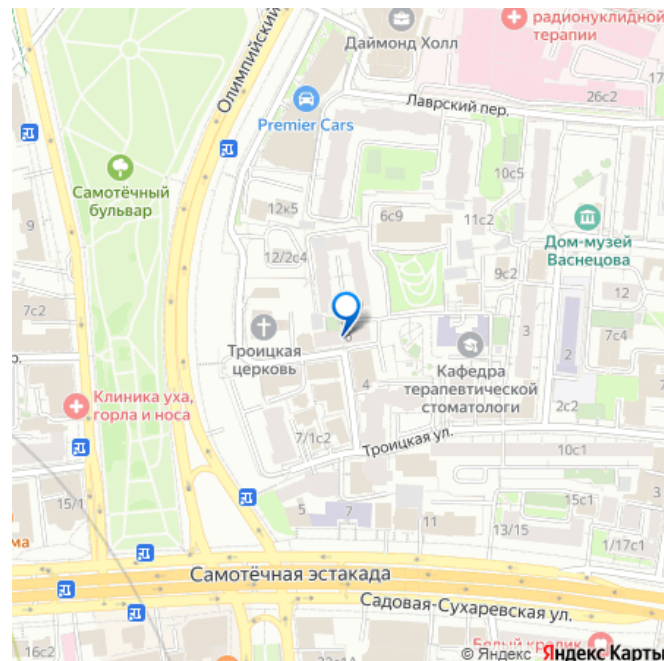 радионуклидной
терапии
Даймонд Холл
Олимпийский
17
26с2
Лаврский пер.
Premier Cars
10с5
Самотёчный
бульвар
12к5
6с9
11с2
9
Дом-музей
Васнецова
12/2с4
9с2
12
7с2
7с4
Троицкая
церковь
Кафедра
терапевтической
стоматологи
2
р.
4
Клиника уха,
горла и носа
2с2
7/1с2
Троицкая ул.
10с1
15/1
5
7
11
15с1
13/15
ма
1/17с1
Самотёчная эстакада
Садовая-Сухаревская ул.
16с2
Белый кролик
© Яндекс Яндекс Карты